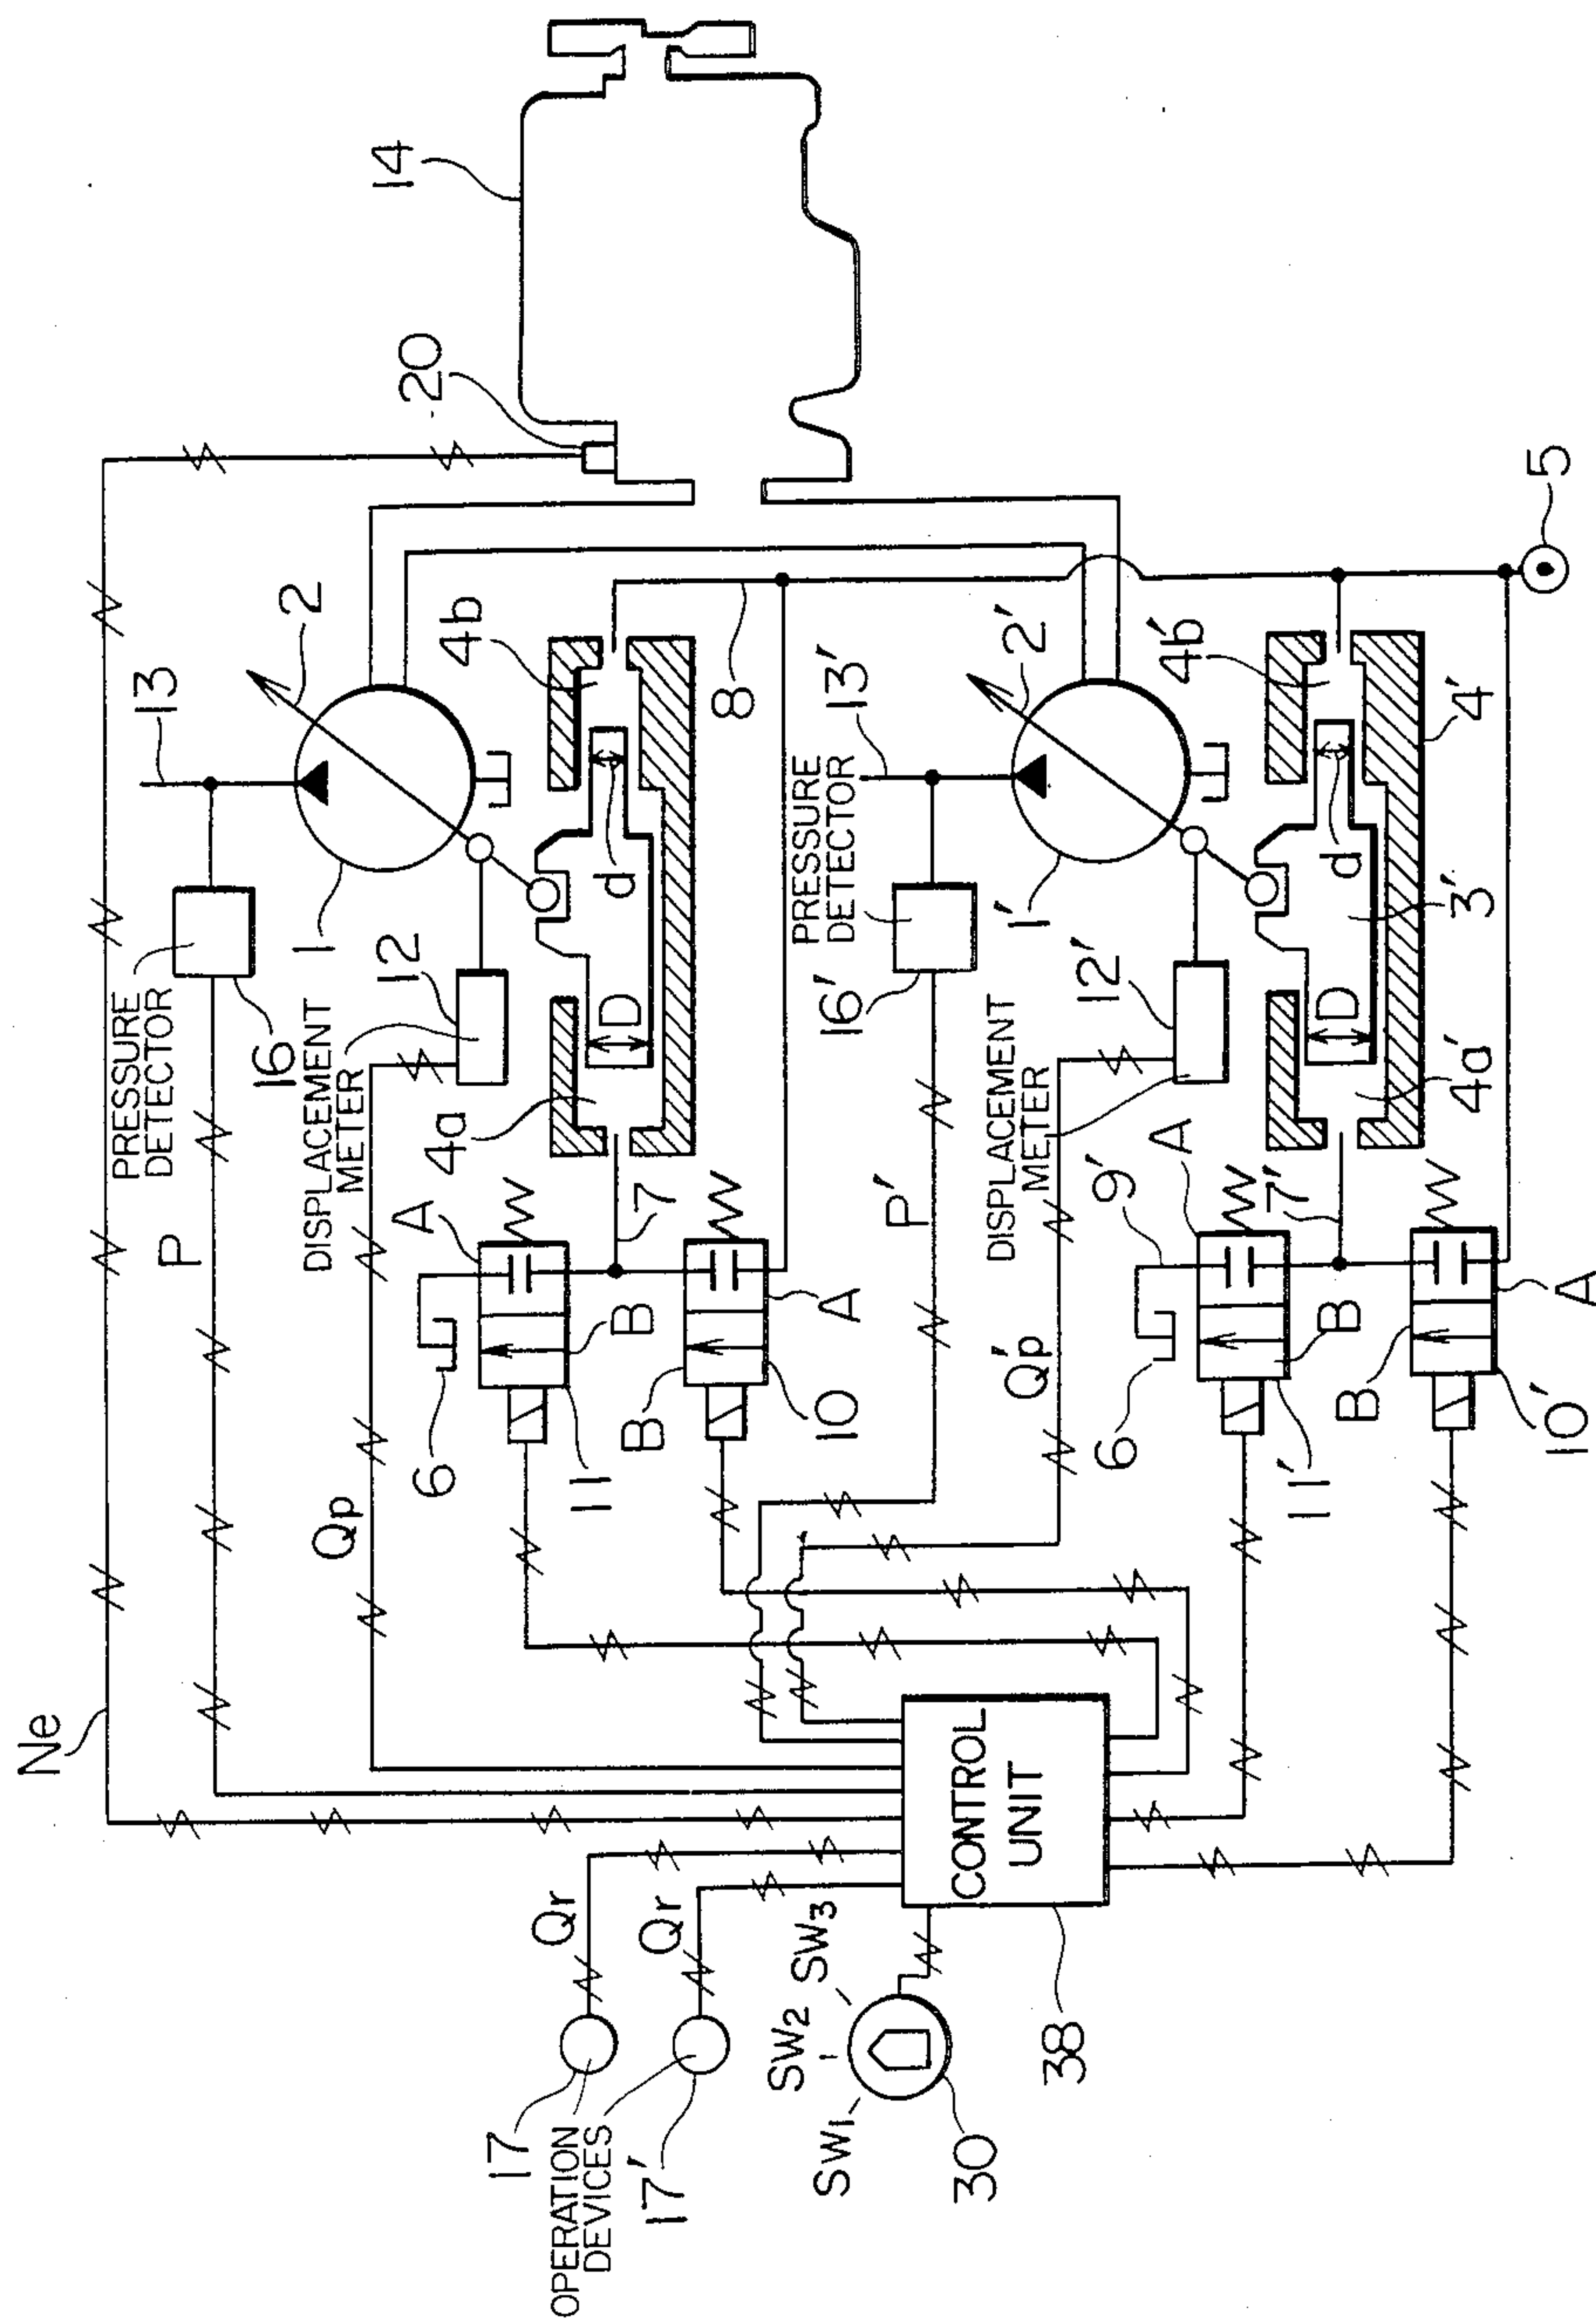 Ne
13
PRESSURE
DETECTOR
P
16
1
2
14
20
Qp
DISPLACEMENT
METER
12
4a
4b
D
d
A
B
6
11
7
8
B
A
10
Qr
Qr
17
OPERATION
DEVICES
17'
PRESSURE
DETECTOR
13'
16'
P'
1'
2'
SW1
SW2
SW3
30
CONTROL
UNIT
38
Q'p
DISPLACEMENT
METER
12'
9'
A
6
B
11'
7'
4a'
4b'
D
d
3'
4'
B
A
10'
5